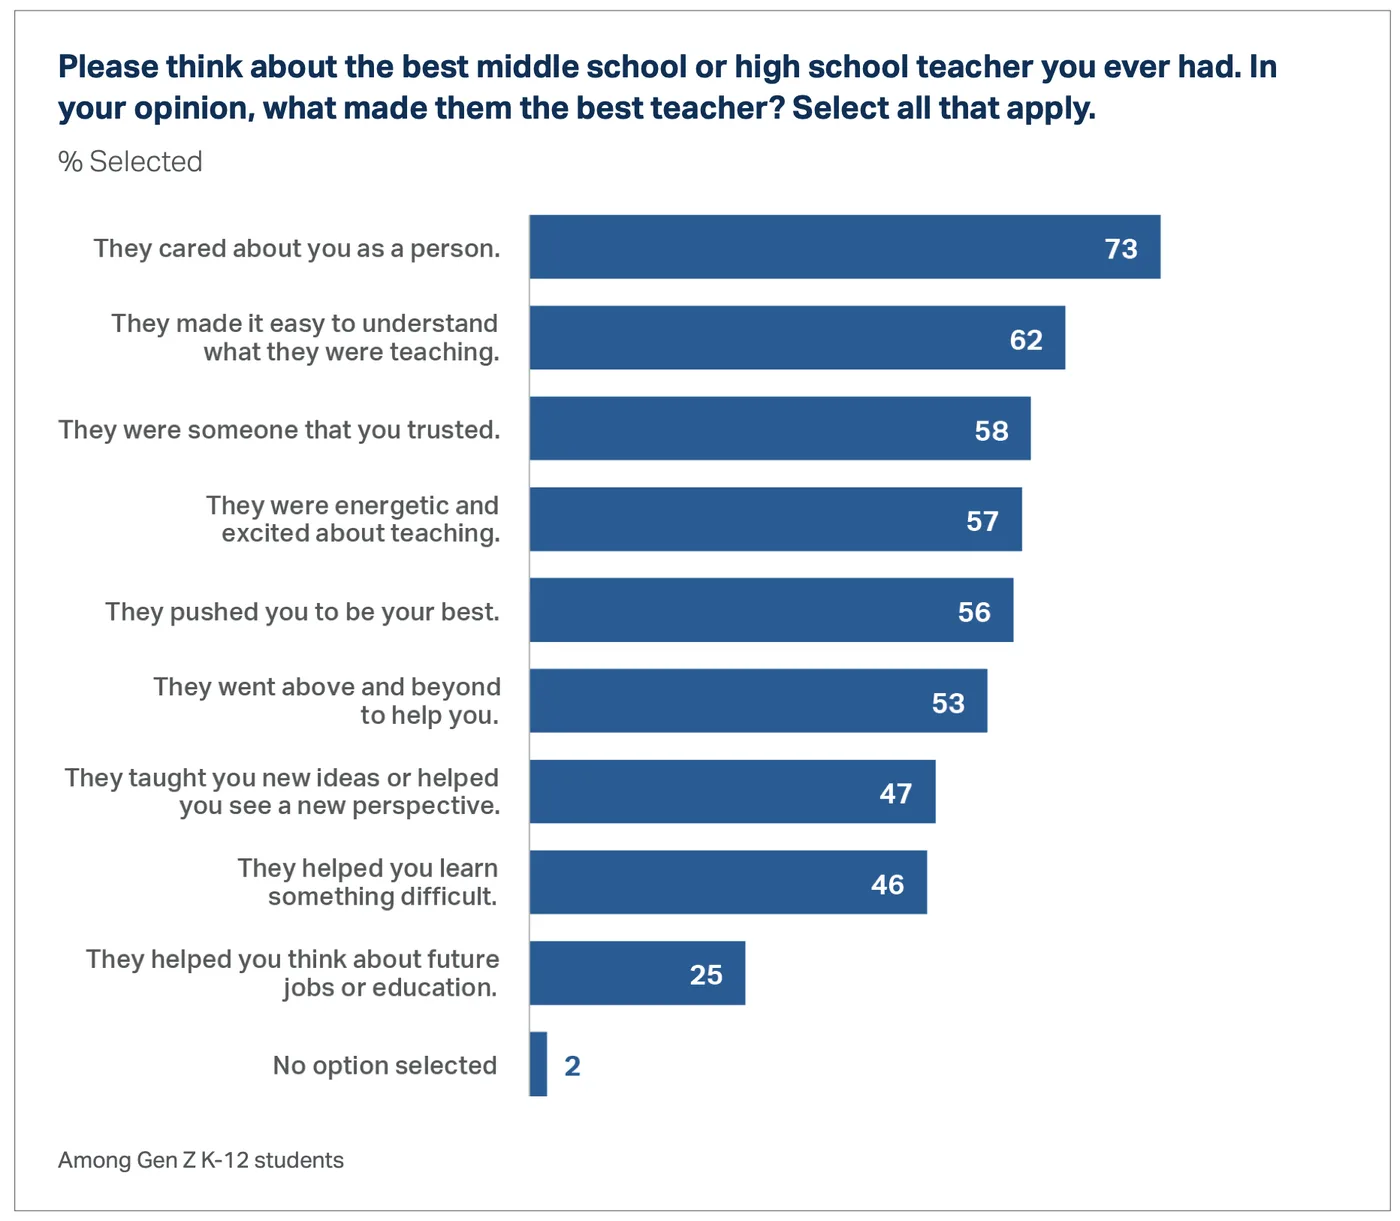 Please think about the best middle school or high school teacher you ever had. In
your opinion, what made them the best teacher? Select all that apply.
% Selected
They cared about you as a person.
73
They made it easy to understand
what they were teaching.
62
They were someone that you trusted.
58
They were energetic and
excited about teaching.
57
They pushed you to be your best.
56
They went above and beyond
to help you.
53
They taught you new ideas or helped
you see a new perspective.
47
They helped you learn
something difficult.
46
They helped you think about future
jobs or education.
25
No option selected
2
Among Gen Z K-12 students